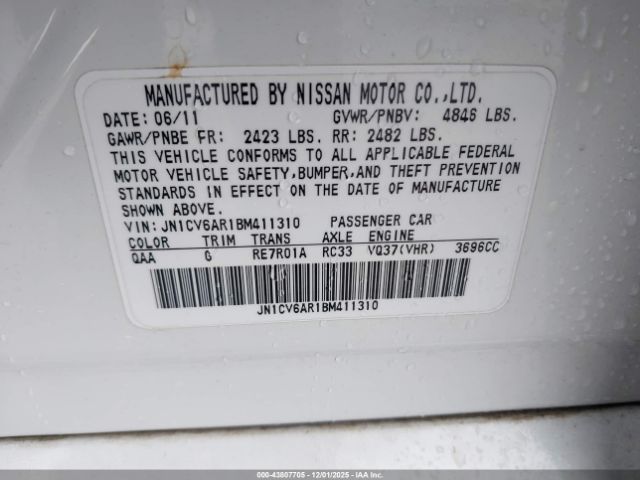 MANUFACTURED BY NISSAN MOTOR CO.,LTD.
DATE: 06/11 GVWR/PNBV: 4846 LBS.
GAWR/PNBE FR: 2423 LBS. RR: 2482 LBS.
THIS VEHICLE CONFORMS TO ALL APPLICABLE FEDERAL
MOTOR VEHICLE SAFETY,BUMPER,AND THEFT PREVENTION
STANDARDS IN EFFECT ON THE DATE OF MANUFACTURE
SHOWN ABOVE.
VIN: JN1CV6AR1BM411310 PASSENGER CAR
COLOR TRIM TRANS AXLE ENGINE
QAA G RE7R01A RC33 VQ37(VHR) 3696CC
JN1CV6AR1BM411310
000-43807705 - 12/01/2025 - IAAI.COM